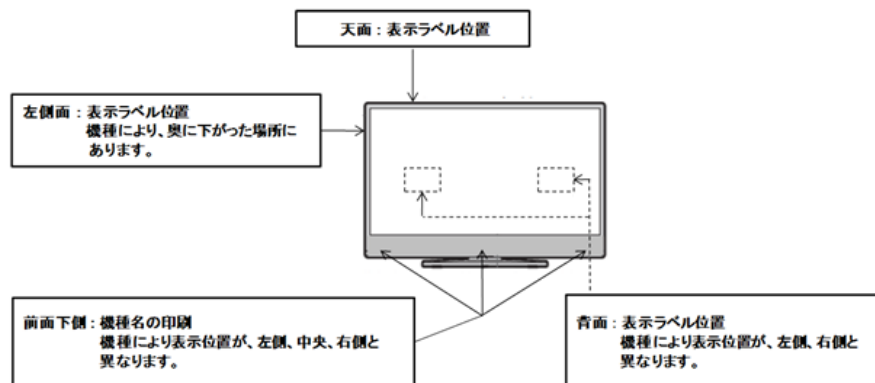 天面：表示ラベル位置
左側面：表示ラベル位置
機種により、奥に下がった場所に
あります。
前面下側：機種名の印刷
機種により表示位置が、左側、中央、右側と
異なります。
背面：表示ラベル位置
機種により表示位置が、左側、右側と
異なります。